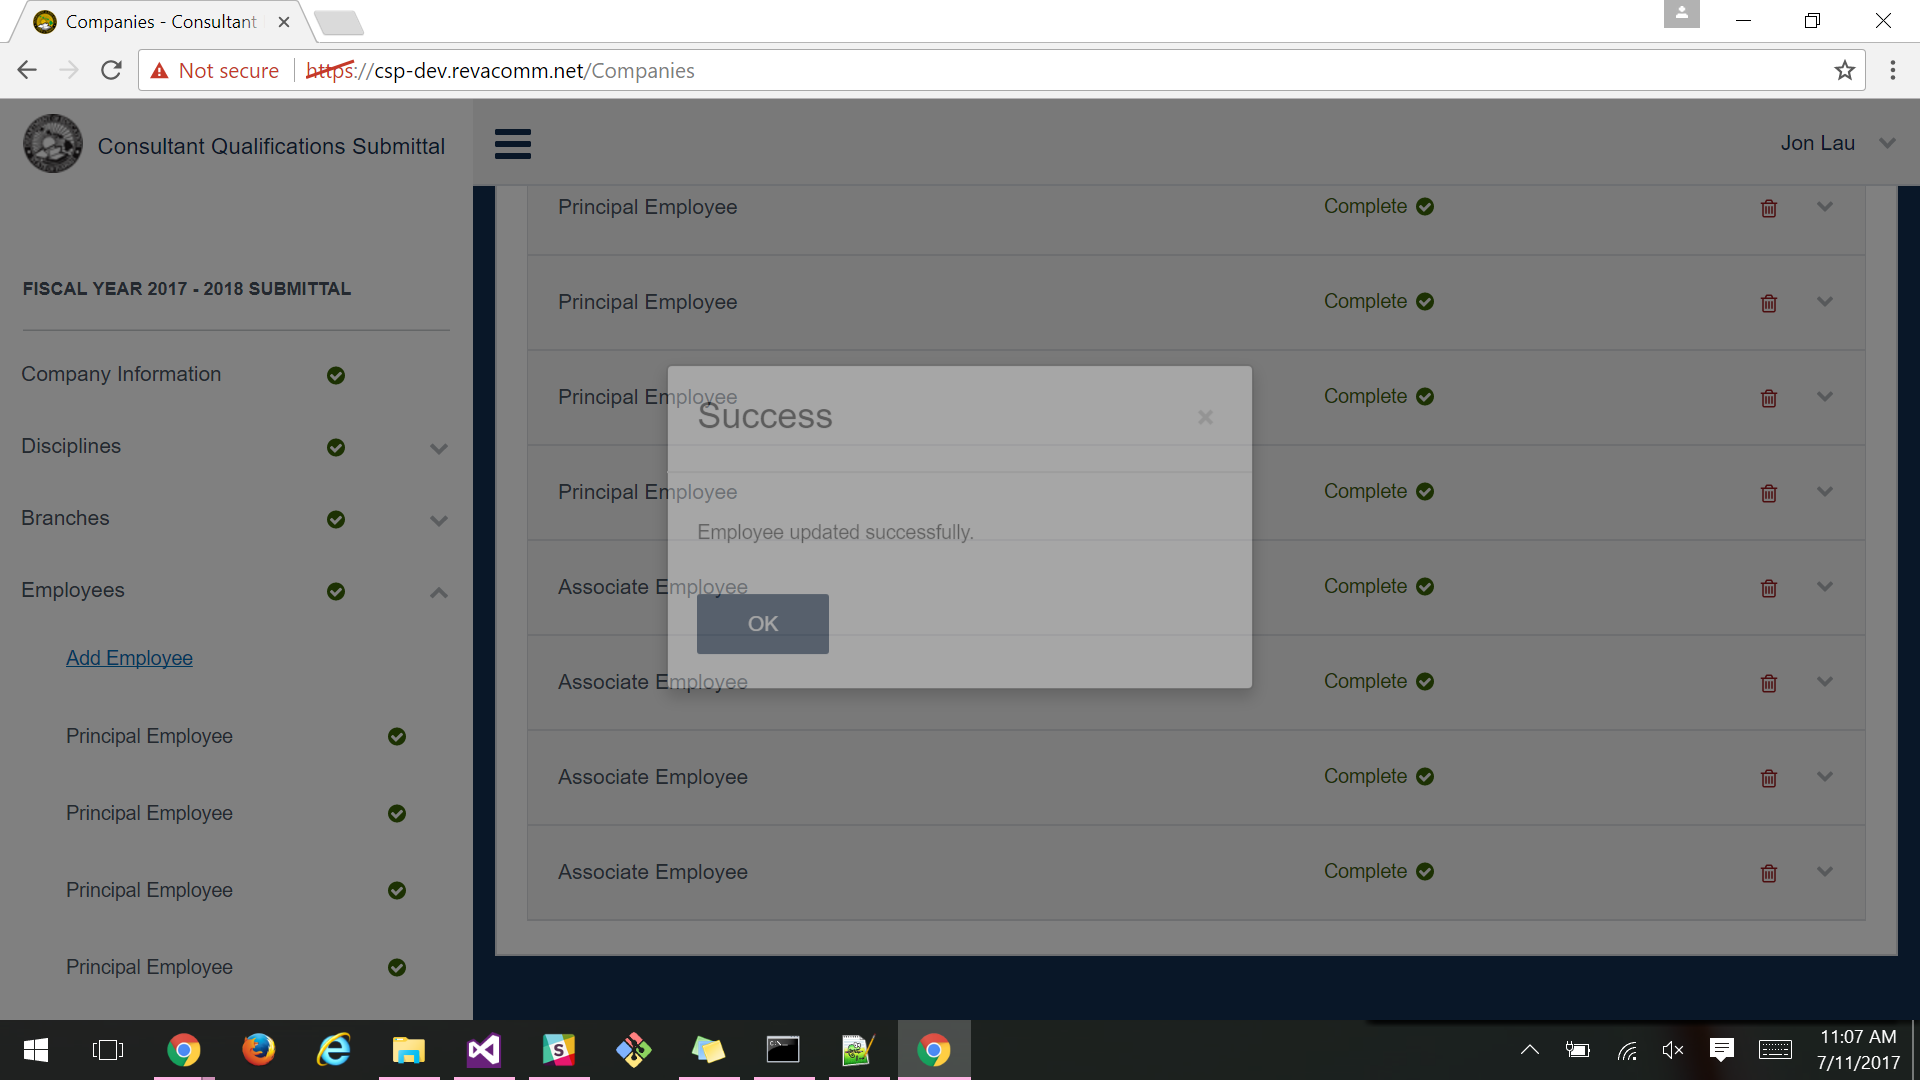 Companies - Consultant
Not secure
https://csp-dev.revacomm.net/Companies
Consultant Qualifications Submittal
Jon Lau
FISCAL YEAR 2017 - 2018 SUBMITTAL
Company Information
Disciplines
Branches
Employees
Add Employee
Principal Employee
Principal Employee
Principal Employee
Principal Employee
Principal Employee Complete
Principal Employee Complete
Principal Employee Complete
Principal Employee Complete
Associate Employee Complete
Associate Employee Complete
Associate Employee Complete
Associate Employee Complete
Success
Employee updated successfully.
OK
11:07 AM
7/11/2017